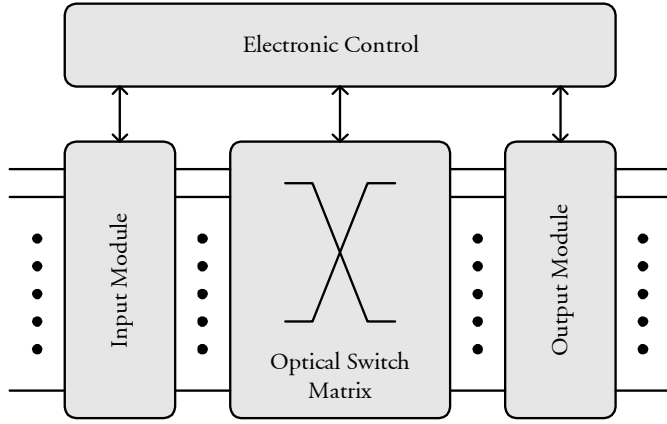 Electronic Control
Input Module
Optical Switch
Matrix
Output Module